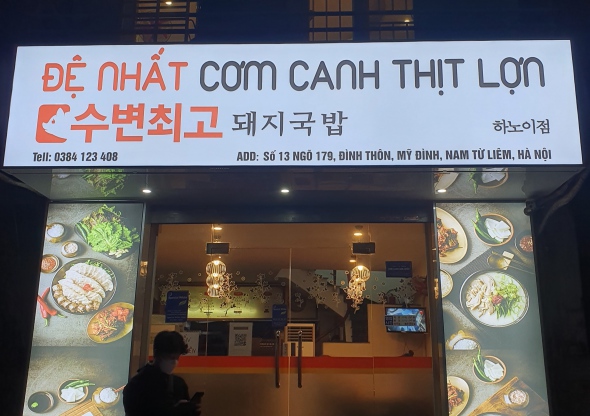 ĐỆ NHẤT CƠM CANH THỊT LỢN
수변최고 돼지국밥 하노이점
Tell: 0384 123 408 ADD: Số 13 NGÕ 179, ĐÌNH THÔN, MỸ ĐÌNH, NAM TỪ LIÊM, HÀ NỘI